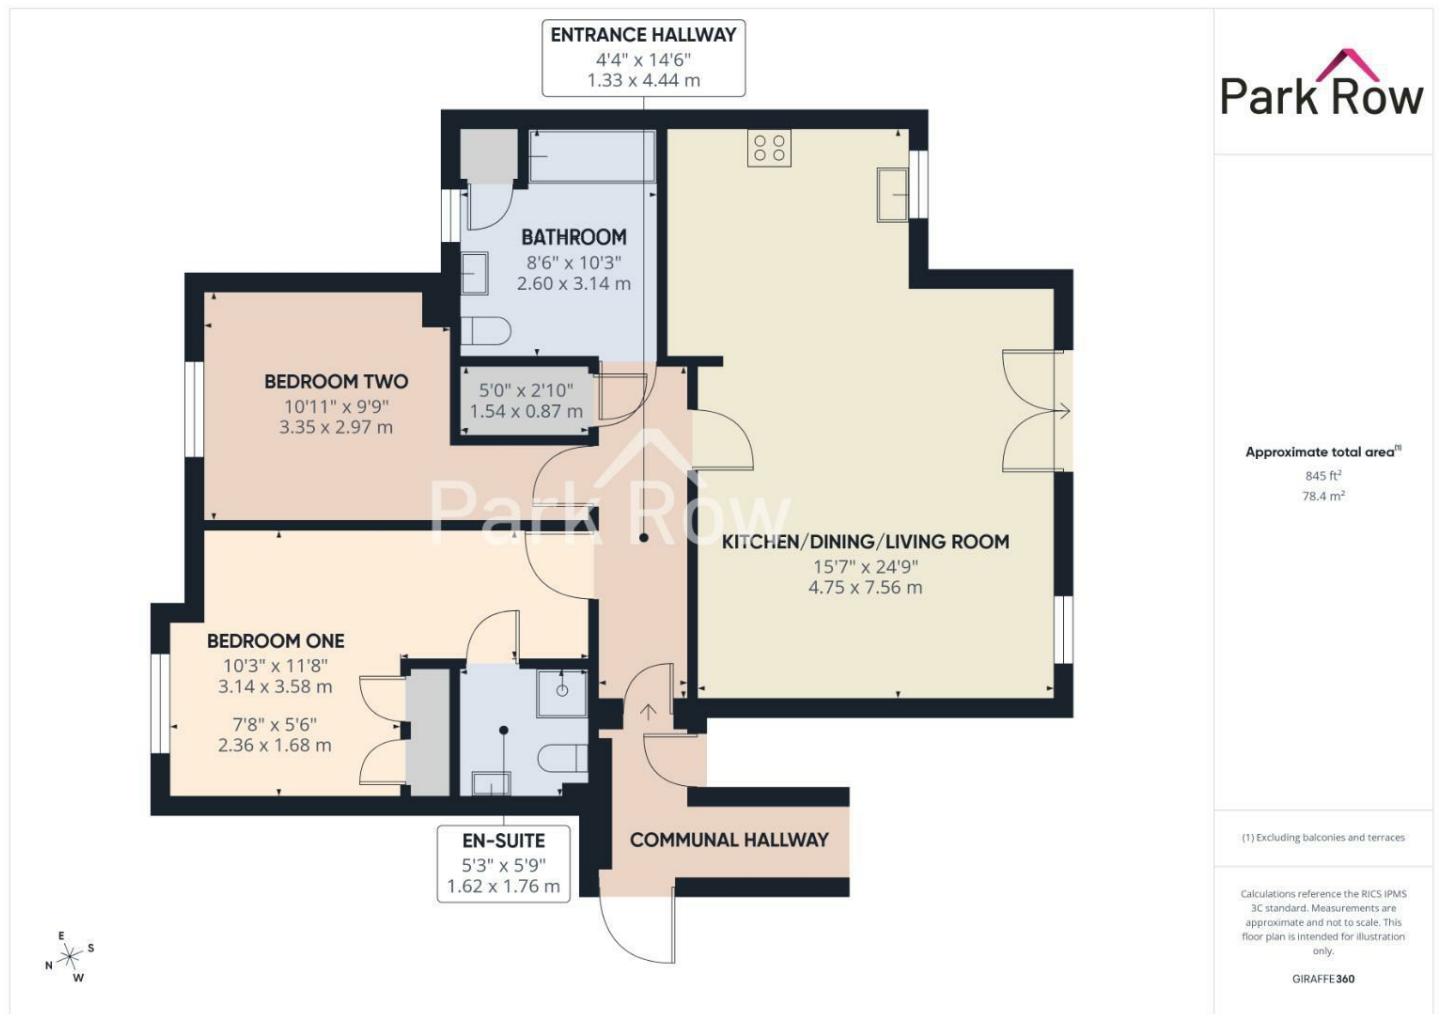 ENTRANCE HALLWAY
4'4" x 14'6"
1.33 x 4.44 m
BATHROOM
8'6" x 10'3"
2.60 x 3.14 m
BEDROOM TWO
10'11" x 9'9"
3.35 x 2.97 m
5'0" x 2'10"
1.54 x 0.87 m
Park Row
KITCHEN/DINING/LIVING ROOM
15'7" x 24'9"
4.75 x 7.56 m
BEDROOM ONE
10'3" x 11'8"
3.14 x 3.58 m
7'8" x 5'6"
2.36 x 1.68 m
EN-SUITE
5'3" x 5'9"
1.62 x 1.76 m
COMMUNAL HALLWAY
E
S
N
W
Park Row
Approximate total area⁽¹⁾
845 ft²
78.4 m²
(1) Excluding balconies and terraces
Calculations reference the RICS IPMS
3C standard. Measurements are
approximate and not to scale. This
floor plan is intended for illustration
only.
GIRAFFE360